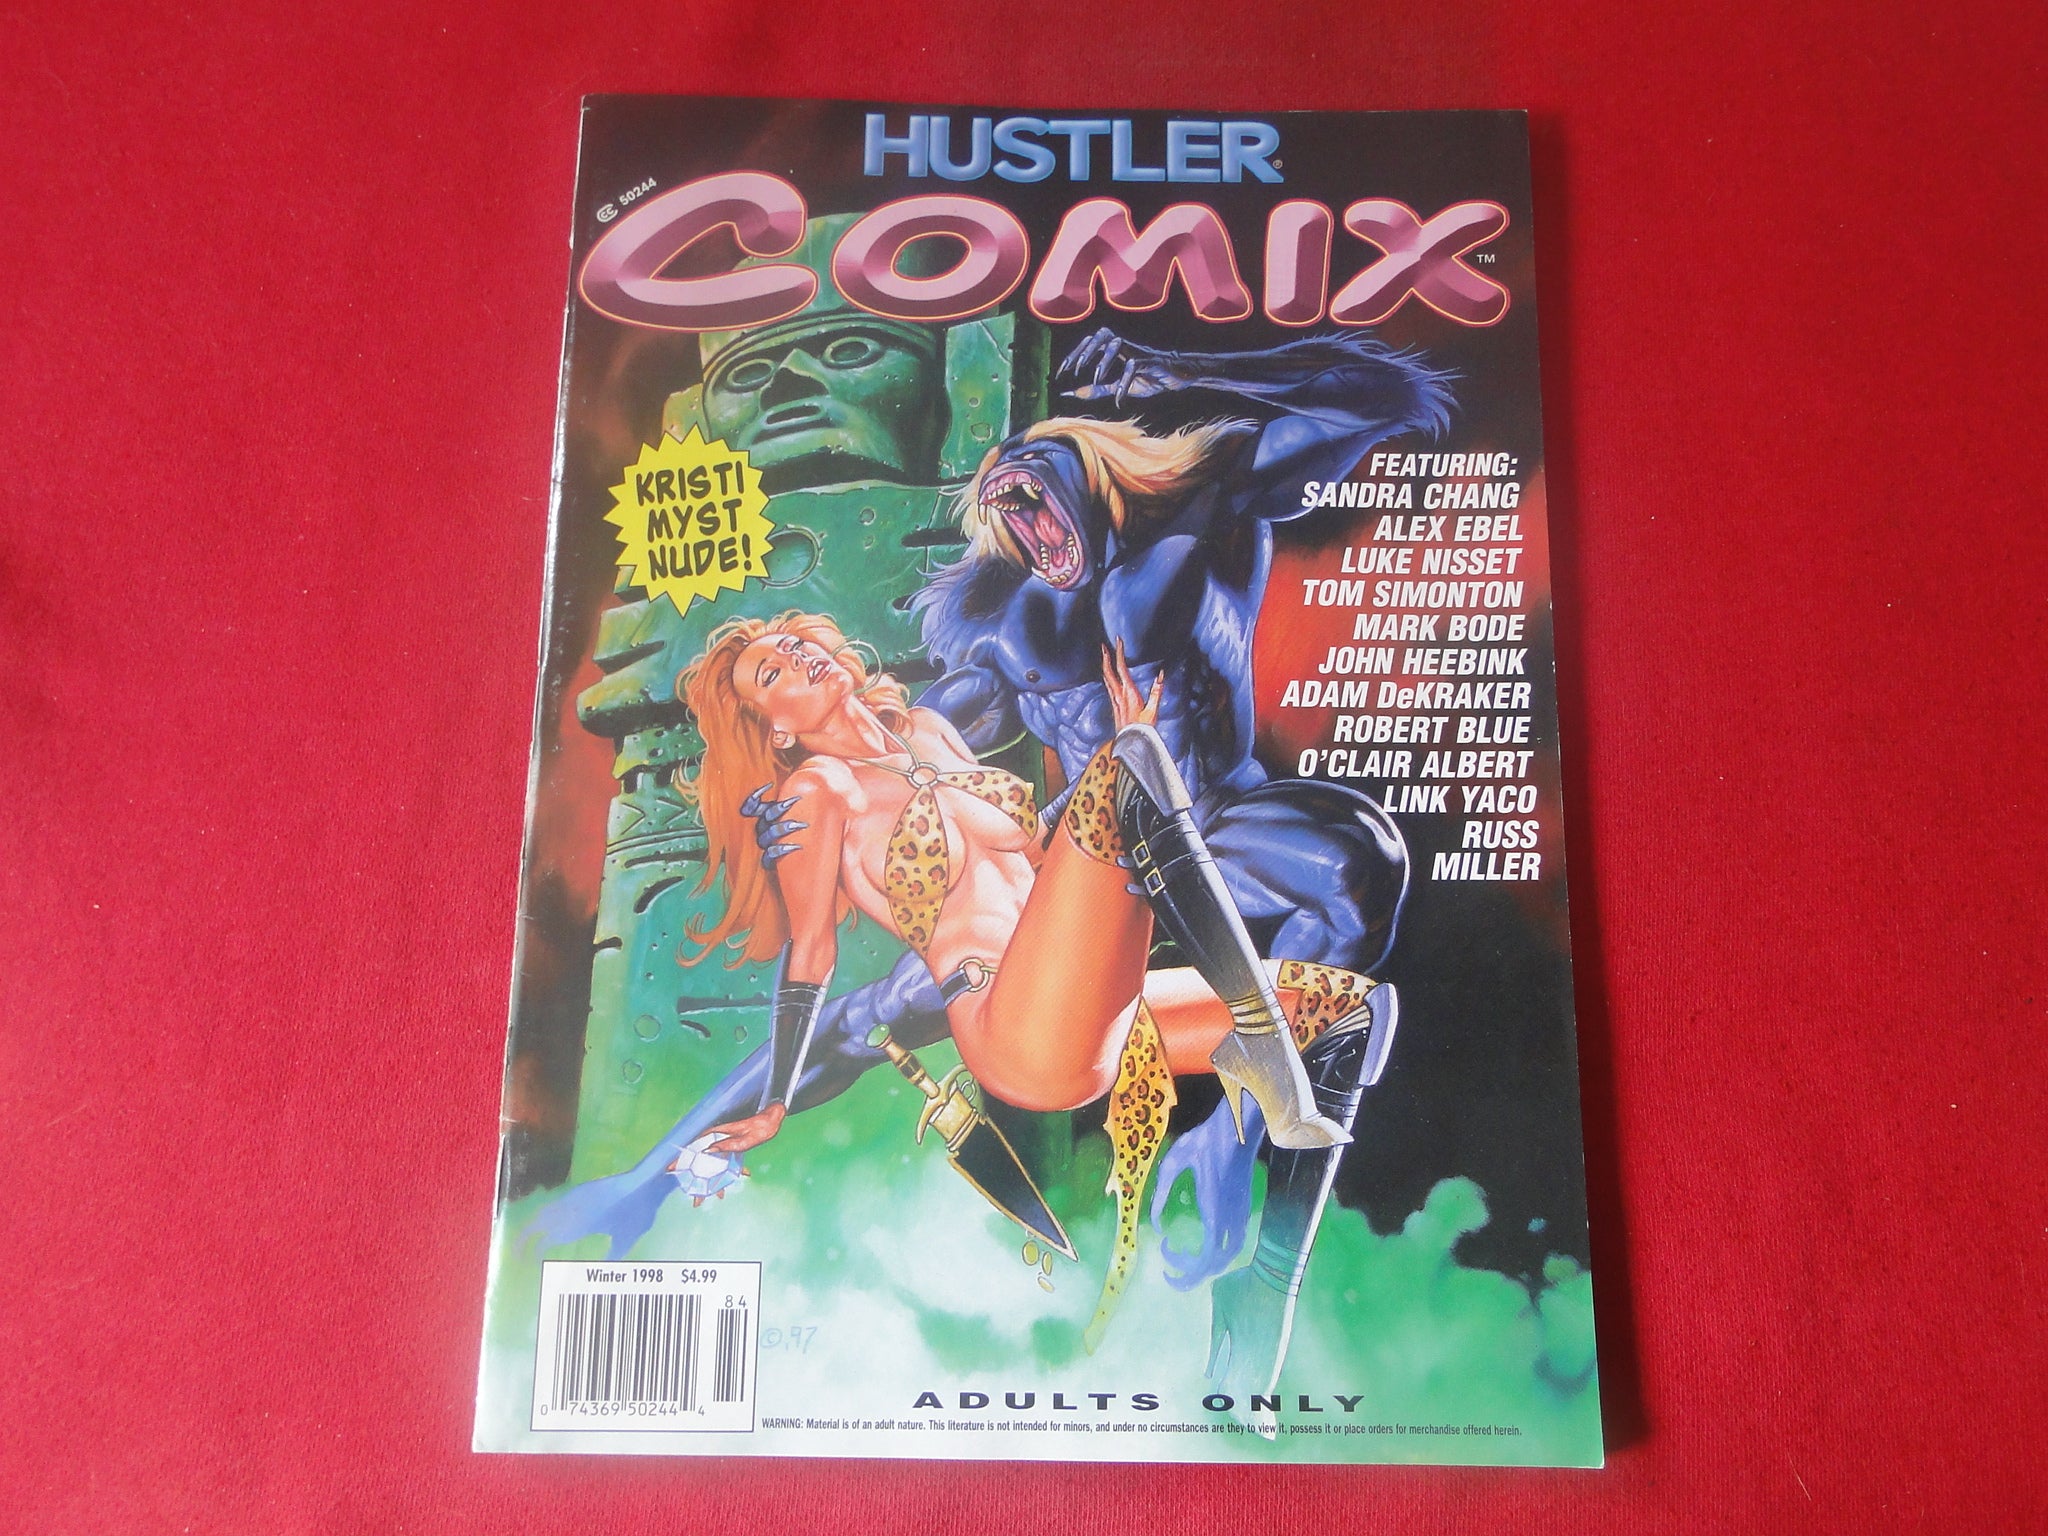 HUSTLER®
CC 50244
COMIX™
KRISTI
MYST
NUDE!
FEATURING:
SANDRA CHANG
ALEX EBEL
LUKE NISSET
TOM SIMONTON
MARK BODE
JOHN HEEBINK
ADAM DeKRAKER
ROBERT BLUE
O'CLAIR ALBERT
LINK YACO
RUSS
MILLER
Winter 1998 $4.99
84
0 74369 50244 4
©.97
ADULTS ONLY
WARNING: Material is of an adult nature. This literature is not intended for minors, and under no circumstances are they to view it, possess it or place orders for merchandise offered herein.